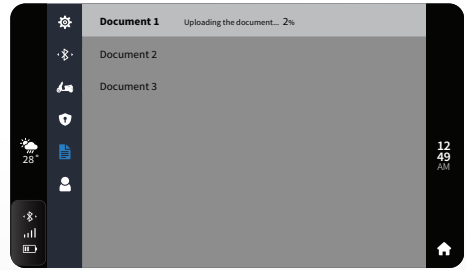 Document 1 Uploading the document... 2%
Document 2
Document 3
28°
12
49
AM